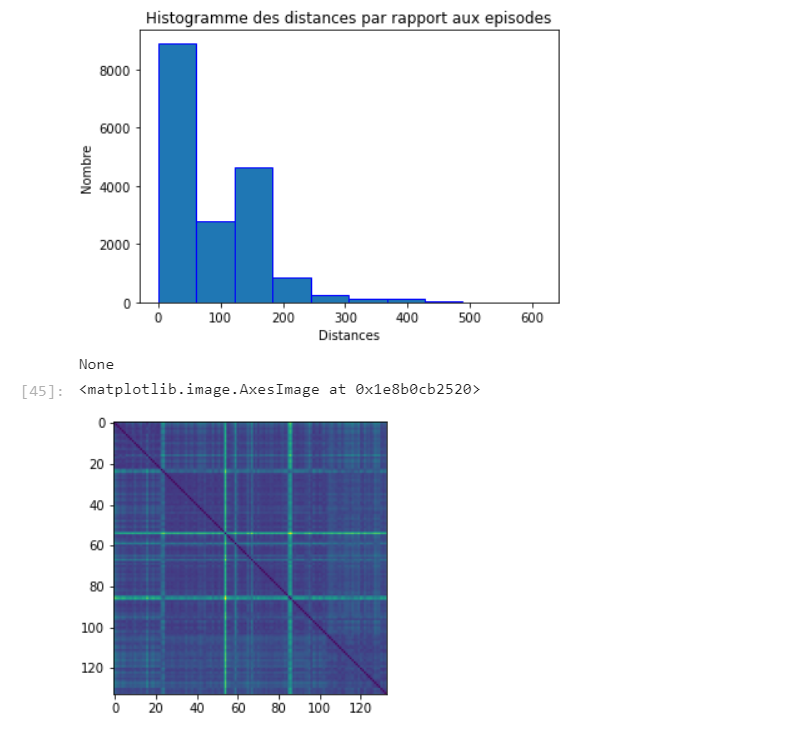 Histogramme des distances par rapport aux episodes
8000
6000
4000
2000
0
Nombre
0 100 200 300 400 500 600
Distances
None
[45]: <matplotlib.image.AxesImage at 0x1e8b0cb2520>
0
20
40
60
80
100
120
0 20 40 60 80 100 120